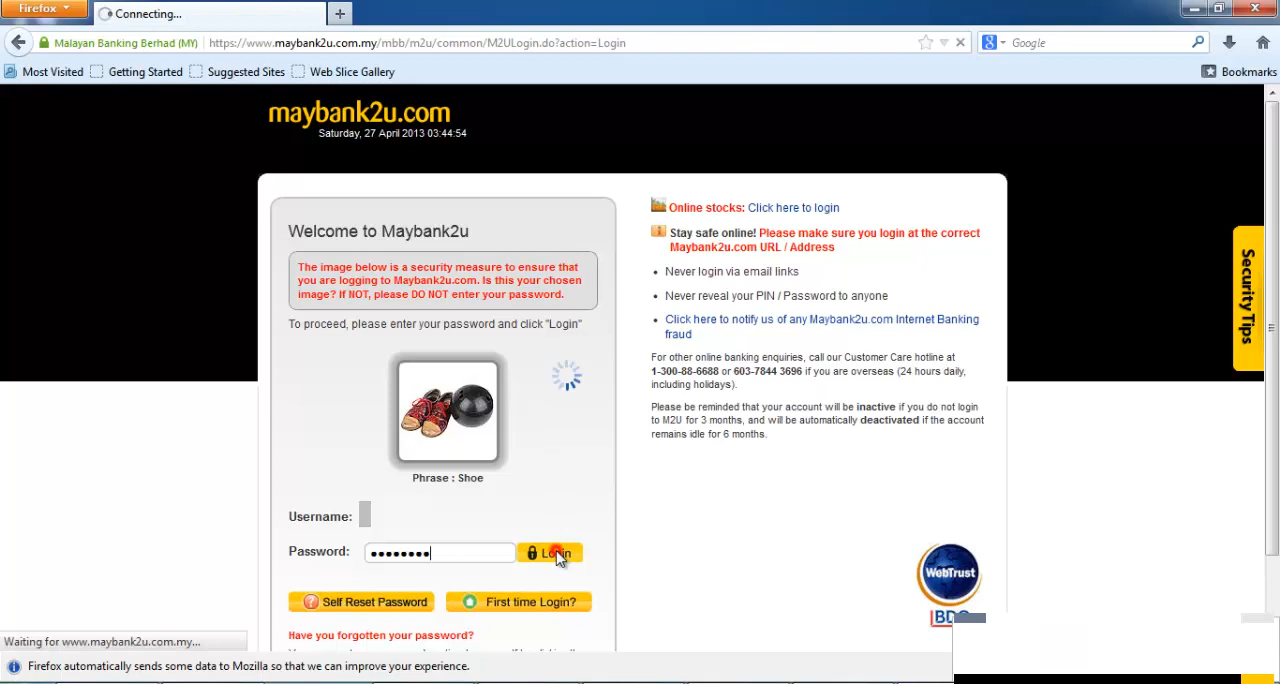 Firefox
Connecting...
Malayan Banking Berhad (MY)
https://www.maybank2u.com.my/mbb/m2u/common/M2ULogin.do?action=Login
Google
Most Visited
Getting Started
Suggested Sites
Web Slice Gallery
Bookmarks
maybank2u.com
Saturday, 27 April 2013 03:44:54
Welcome to Maybank2u
The image below is a security measure to ensure that
you are logging to Maybank2u.com. Is this your chosen
image? If NOT, please DO NOT enter your password.
To proceed, please enter your password and click "Login"
Phrase : Shoe
Username:
Password:
Login
Self Reset Password
First time Login?
Have you forgotten your password?
Online stocks: Click here to login
Stay safe online! Please make sure you login at the correct
Maybank2u.com URL / Address
Never login via email links
Never reveal your PIN / Password to anyone
Click here to notify us of any Maybank2u.com Internet Banking
fraud
For other online banking enquiries, call our Customer Care hotline at
1-300-88-6688 or 603-7844 3696 if you are overseas (24 hours daily,
including holidays).
Please be reminded that your account will be inactive if you do not login
to M2U for 3 months, and will be automatically deactivated if the account
remains idle for 6 months.
Security Tips
WebTrust
BDO
Waiting for www.maybank2u.com.my...
Firefox automatically sends some data to Mozilla so that we can improve your experience.